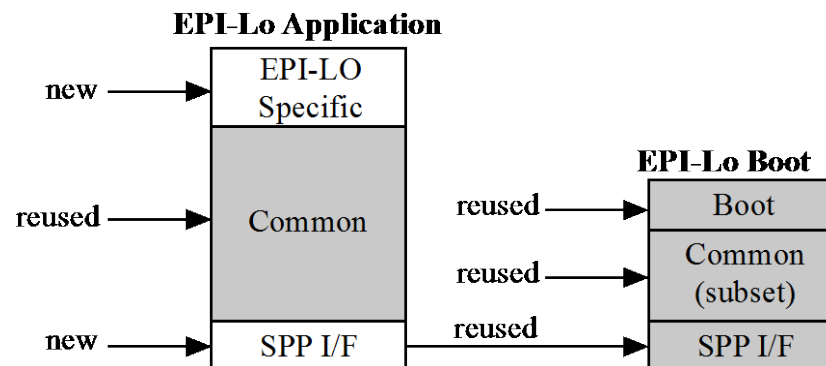 EPI-Lo Application
new
EPI-LO
Specific
reused
Common
new
SPP I/F
reused
EPI-Lo Boot
reused
Boot
reused
Common
(subset)
SPP I/F